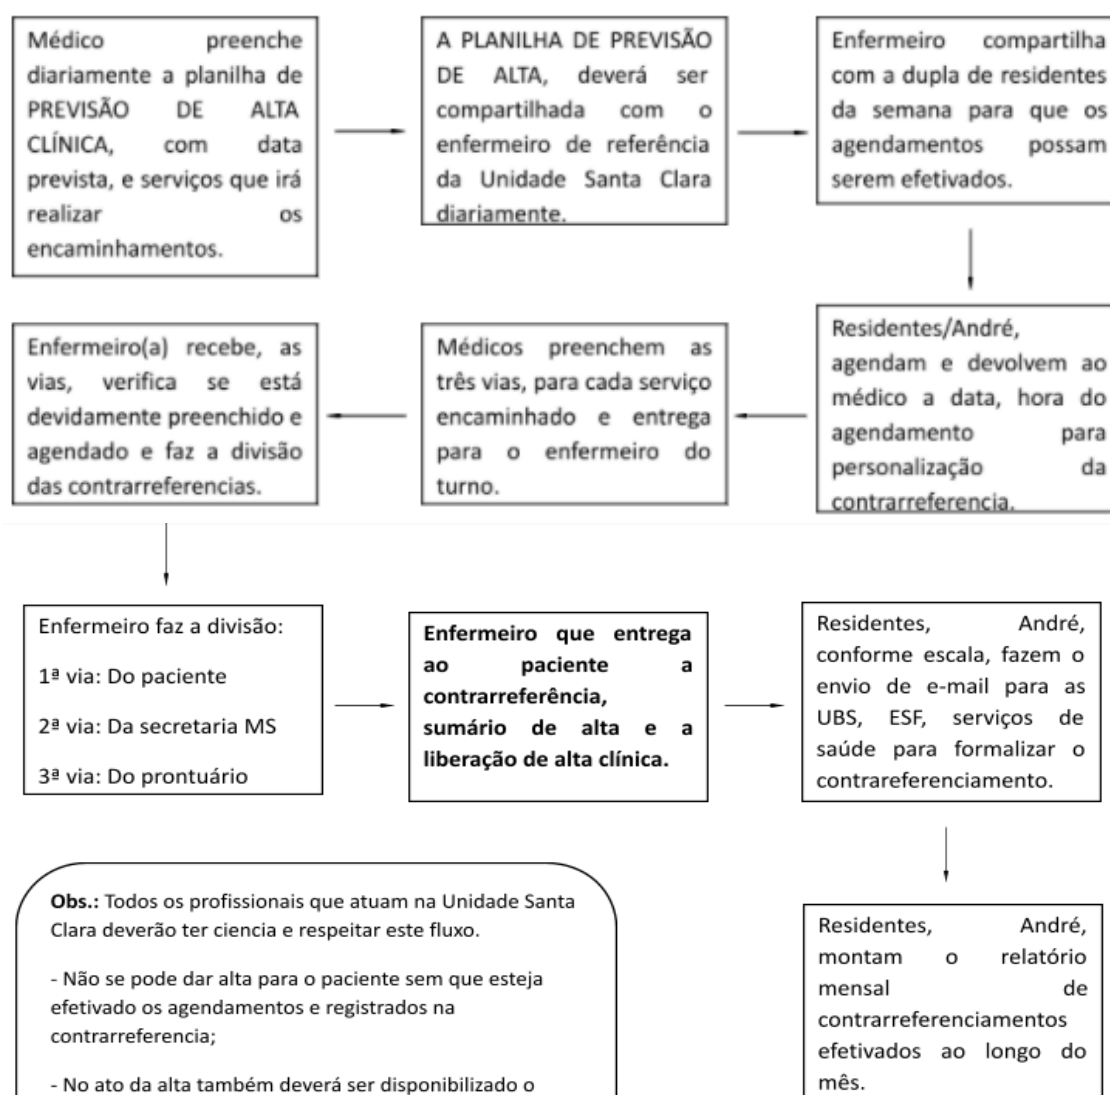 Médico preenche
diariamente a planilha de
PREVISÃO DE ALTA
CLÍNICA, com data
prevista, e serviços que irá
realizar os
encaminhamentos.
A PLANILHA DE PREVISÃO
DE ALTA, deverá ser
compartilhada com o
enfermeiro de referência
da Unidade Santa Clara
diariamente.
Enfermeiro compartilha
com a dupla de residentes
da semana para que os
agendamentos possam
serem efetivados.
Residentes/André,
agendam e devolvem ao
médico a data, hora do
agendamento para
personalização da
contrarreferencia.
Médicos preenchem as
três vias, para cada serviço
encaminhado e entrega
para o enfermeiro do
turno.
Enfermeiro(a) recebe, as
vias, verifica se está
devidamente preenchido e
agendado e faz a divisão
das contrarreferencias.
Enfermeiro faz a divisão:
1ª via: Do paciente
2ª via: Da secretaria MS
3ª via: Do prontuário
Enfermeiro que entrega
ao paciente a
contrarreferência,
sumário de alta e a
liberação de alta clínica.
Residentes, André,
conforme escala, fazem o
envio de e-mail para as
UBS, ESF, serviços de
saúde para formalizar o
contrareferenciamento.
Residentes, André,
montam o relatório
mensal de
contrarreferenciamentos
efetivados ao longo do
mês.
Obs.: Todos os profissionais que atuam na Unidade Santa
Clara deverão ter ciencia e respeitar este fluxo.
- Não se pode dar alta para o paciente sem que esteja
efetivado os agendamentos e registrados na
contrarreferencia;
- No ato da alta também deverá ser disponibilizado o